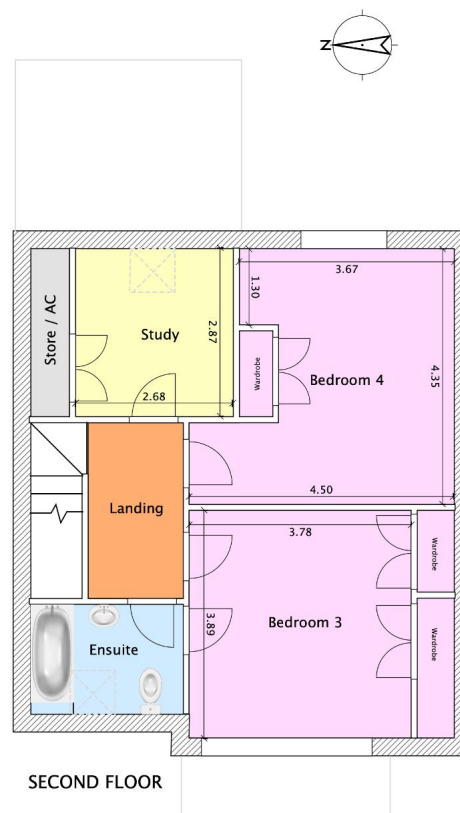 N
3.67
1.30
Store / AC
Study
2.87
Wardrobe
Bedroom 4
4.35
2.68
4.50
Landing
3.78
Wardrobe
3.89
Bedroom 3
Ensuite
Wardrobe
SECOND FLOOR